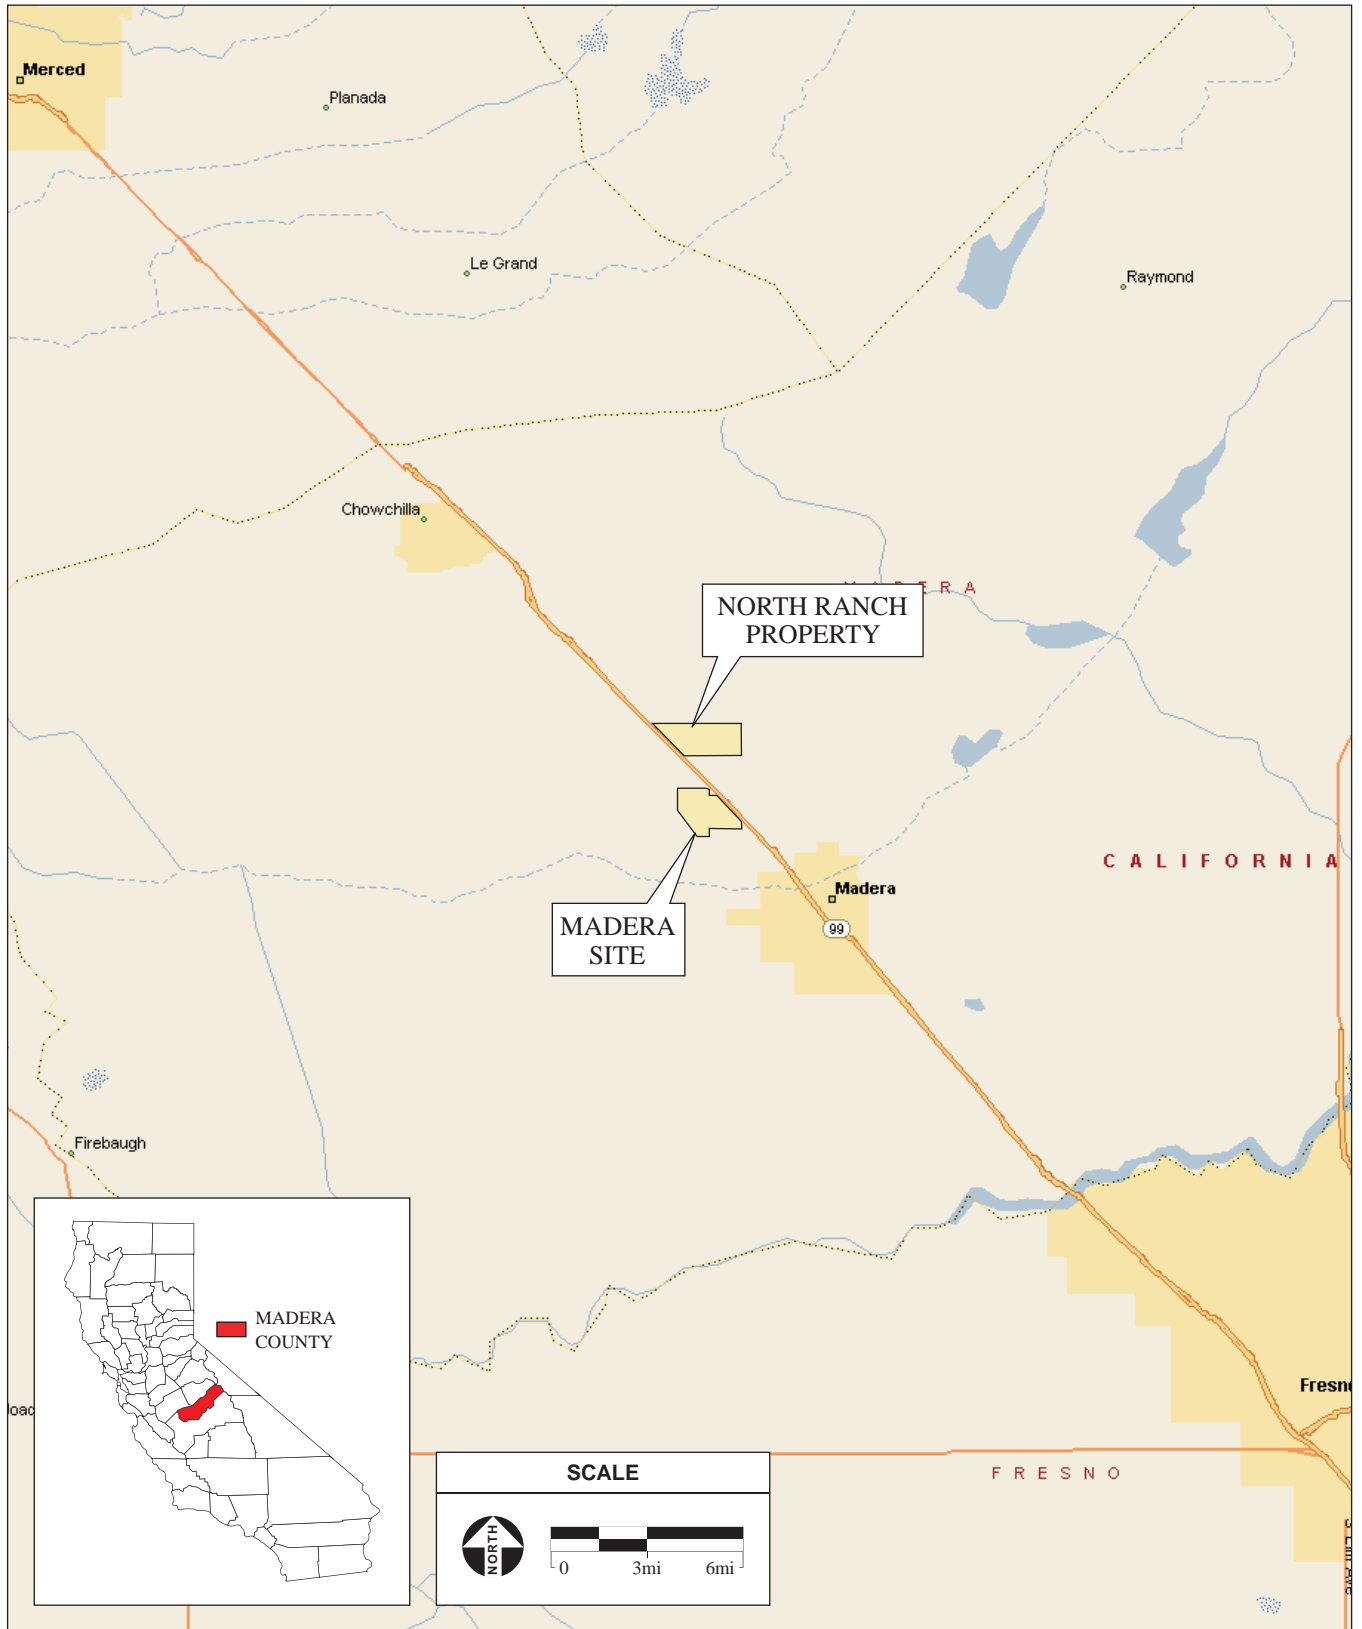 Merced
Planada
Le Grand
Raymond
Chowchilla
NORTH RANCH
PROPERTY
CALIFORNIA
Madera
99
MADERA
SITE
Firebaugh
MADERA
COUNTY
Fresno
FRESNO
SCALE
NORTH
0 3mi 6mi